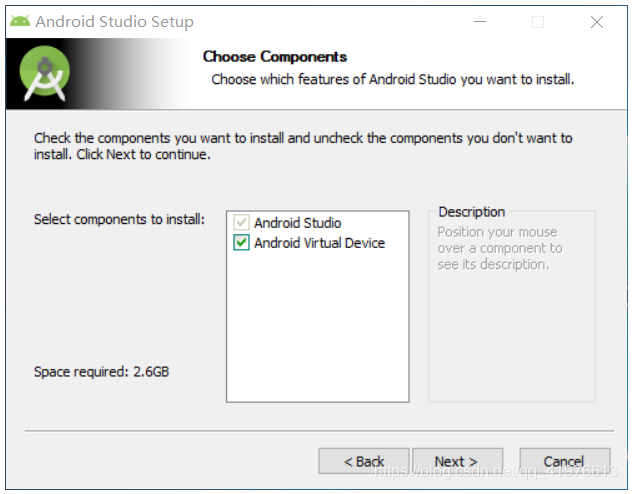 Android Studio Setup
Choose Components
Choose which features of Android Studio you want to install.
Check the components you want to install and uncheck the components you don't want to
install. Click Next to continue.
Select components to install:
Android Studio
Android Virtual Device
Description
Position your mouse
over a component to
see its description.
Space required: 2.6GB
< Back
Next >
Cancel
https://blog.csdn.net/qq_41976613